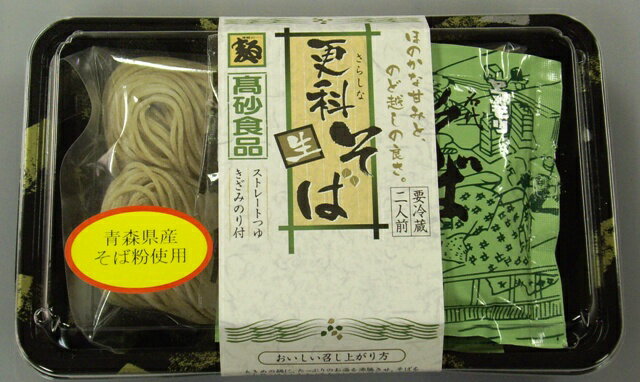 ほのかな甘みと、
のど越しの良さ。
さらしな
更科
そば
生
高砂食品
ストレートつゆ
きざみのり付
要冷蔵
二人前
青森県産
そば粉使用
おいしい召し上がり方